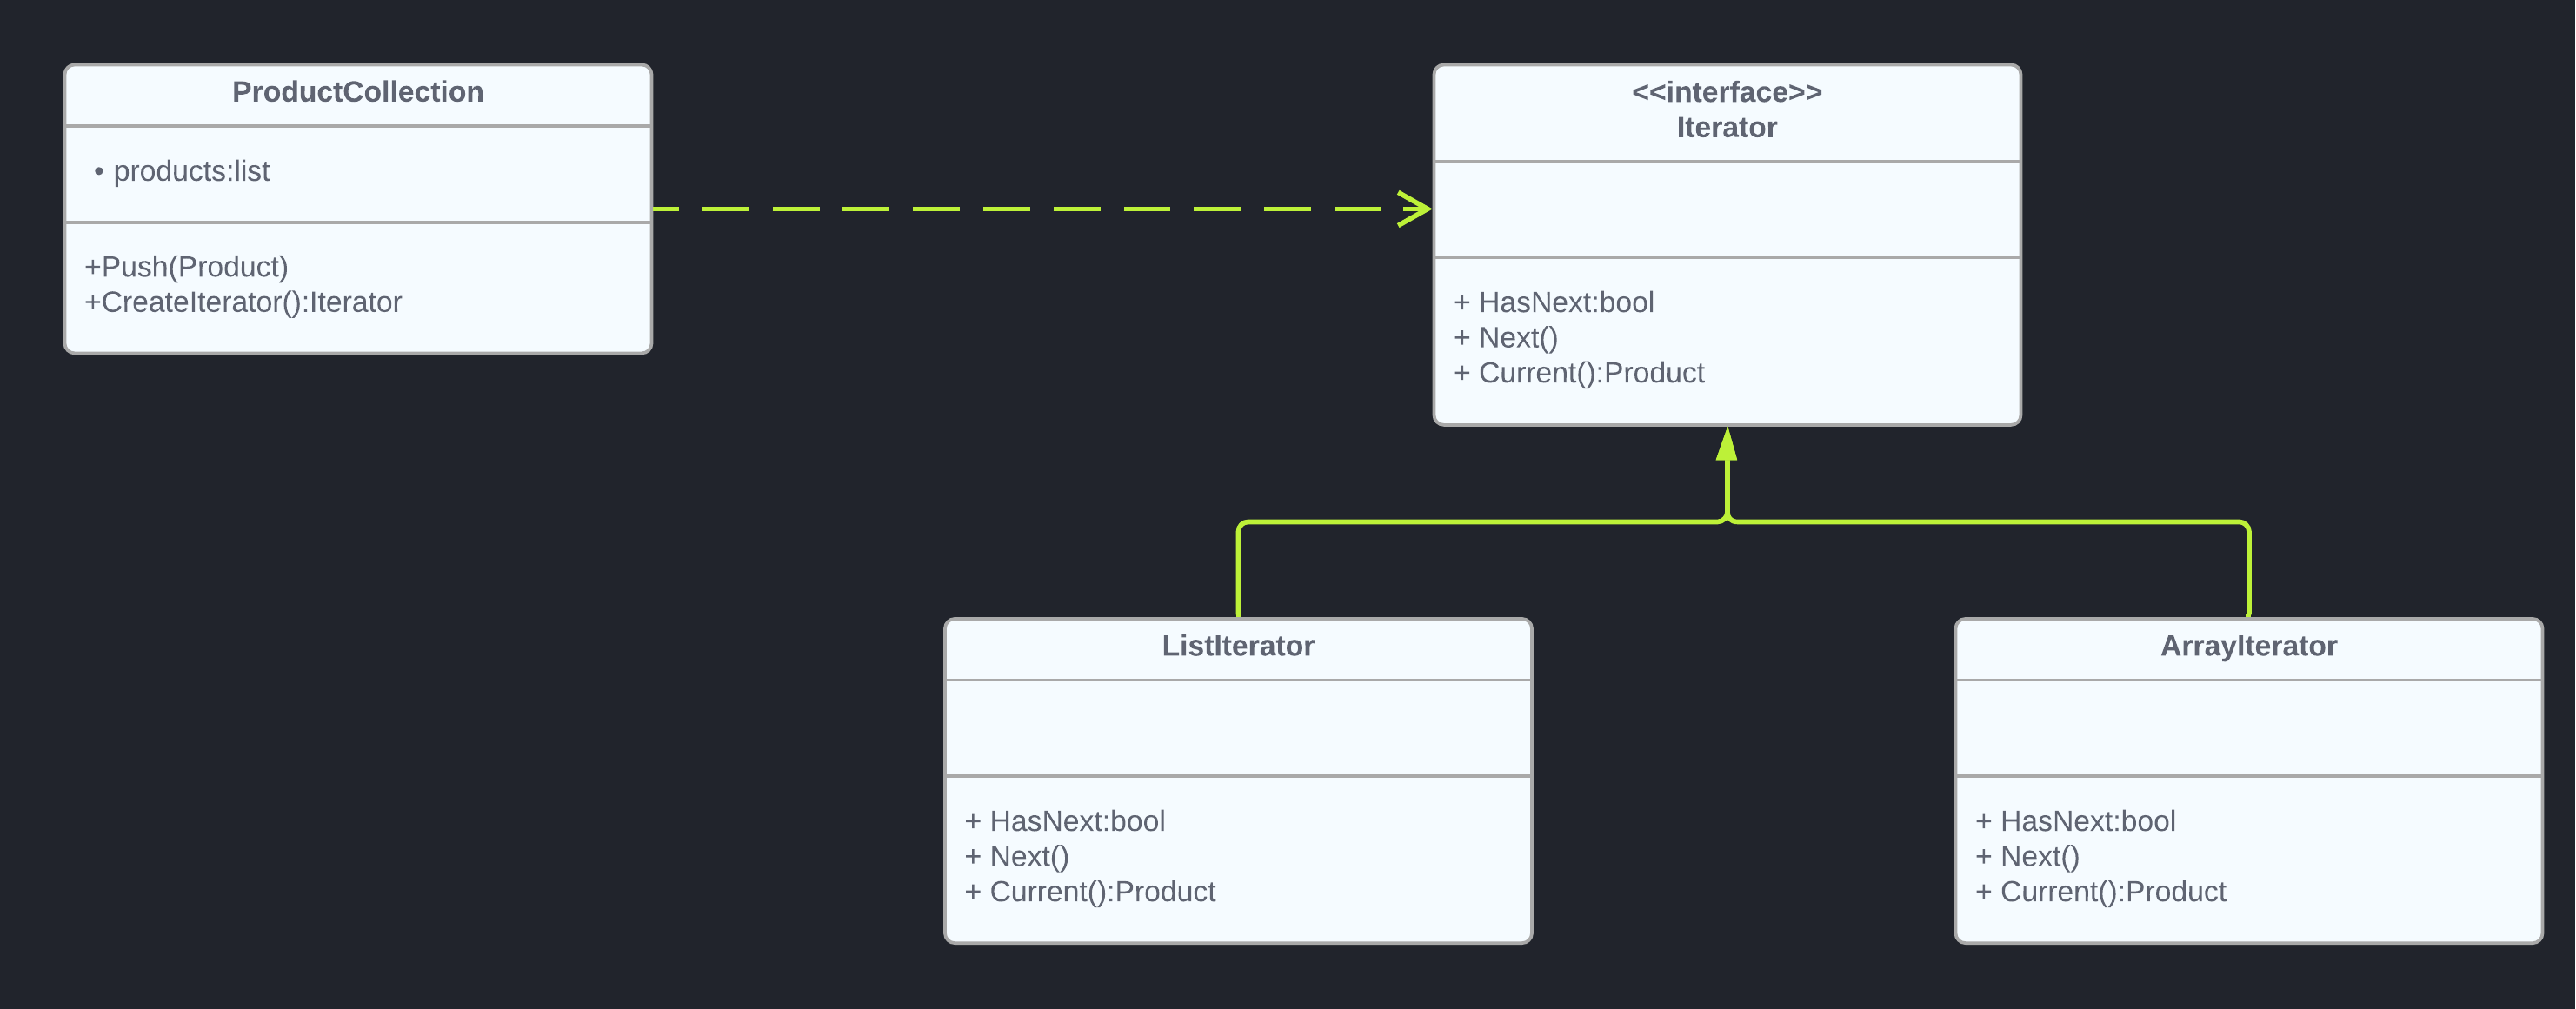 ProductCollection
• products:list
+Push(Product)
+CreateIterator():Iterator
<<interface>>
Iterator
+ HasNext:bool
+ Next()
+ Current():Product
ListIterator
+ HasNext:bool
+ Next()
+ Current():Product
ArrayIterator
+ HasNext:bool
+ Next()
+ Current():Product